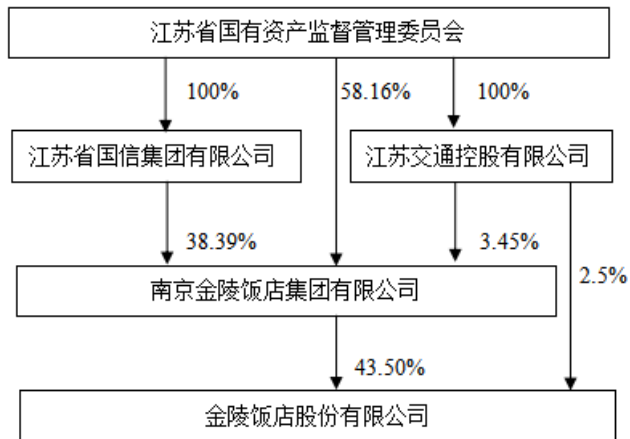 江苏省国有资产监督管理委员会
100%
58.16%
100%
江苏省国信集团有限公司
江苏交通控股有限公司
38.39%
3.45%
2.5%
南京金陵饭店集团有限公司
43.50%
金陵饭店股份有限公司